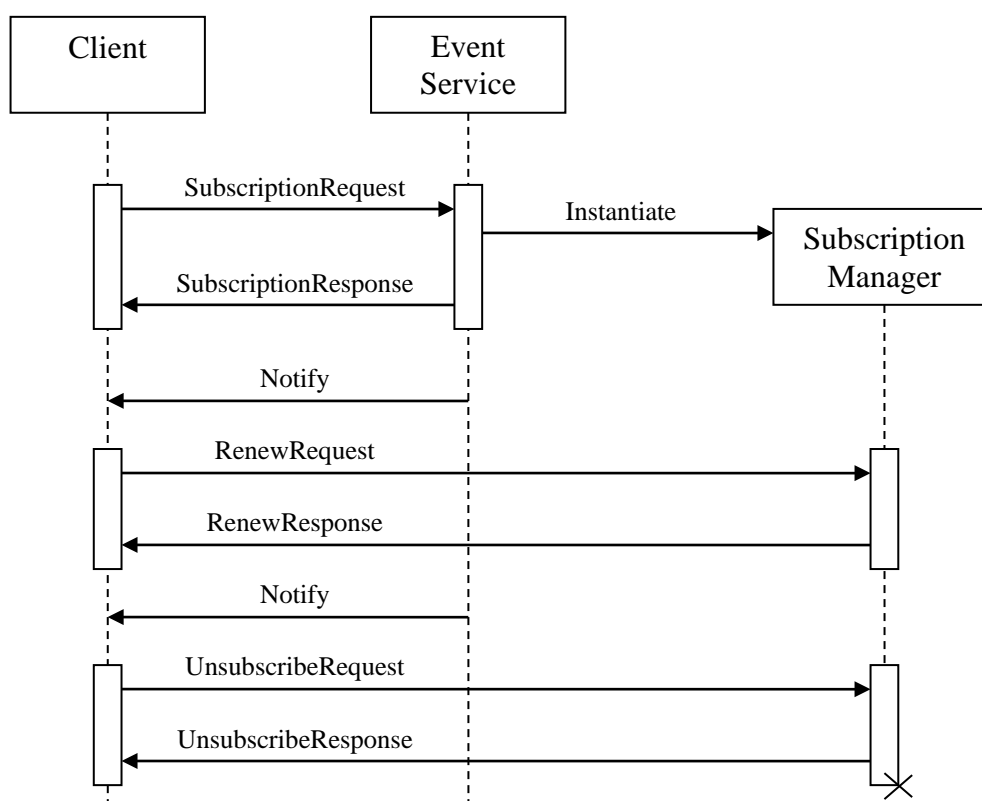 Client
Event
Service
SubscriptionRequest
Instantiate
Subscription
Manager
SubscriptionResponse
Notify
RenewRequest
RenewResponse
Notify
UnsubscribeRequest
UnsubscribeResponse